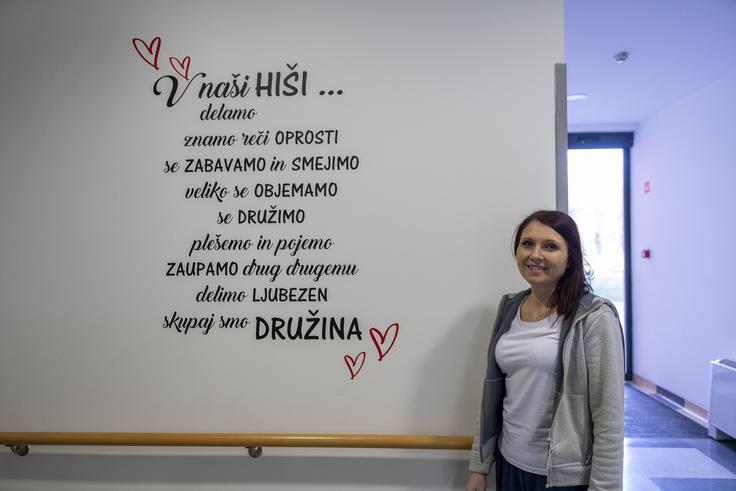 V naši HIŠI ...
delamo
znamo reči OPROSTI
se ZABAVAMO in SMEJIMO
veliko se OBJEMAMO
se DRUŽIMO
plešemo in pojemo
ZAUPAMO drug drugemu
delimo LJUBEZEN
skupaj smo DRUŽINA